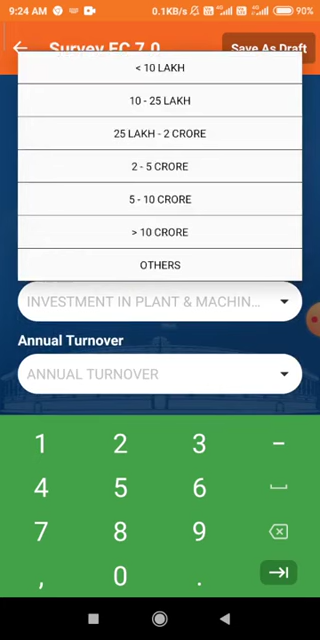 9:24 AM 0.1KB/s 90%
Survey EC 7.0 Save As Draft
< 10 LAKH
10 - 25 LAKH
25 LAKH - 2 CRORE
2 - 5 CRORE
5 - 10 CRORE
> 10 CRORE
OTHERS
INVESTMENT IN PLANT & MACHIN...
Annual Turnover
ANNUAL TURNOVER
1 2 3 -
4 5 6
7 8 9
, 0 .